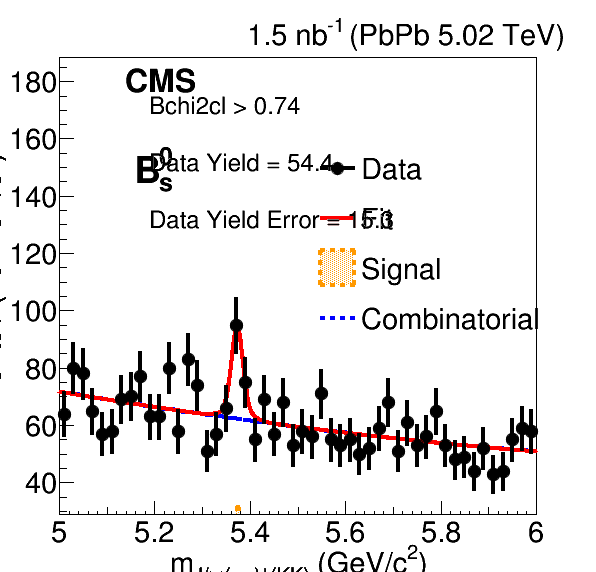 1.5 nb⁻¹ (PbPb 5.02 TeV)
CMS
Bchi2cl > 0.74
B⁰ₛ
Data Yield = 54.4
Data Yield Error = 15.3
Data
Fit
Signal
Combinatorial
180
160
140
120
100
80
60
40
5 5.2 5.4 5.6 5.8 6
(GeV/c²)